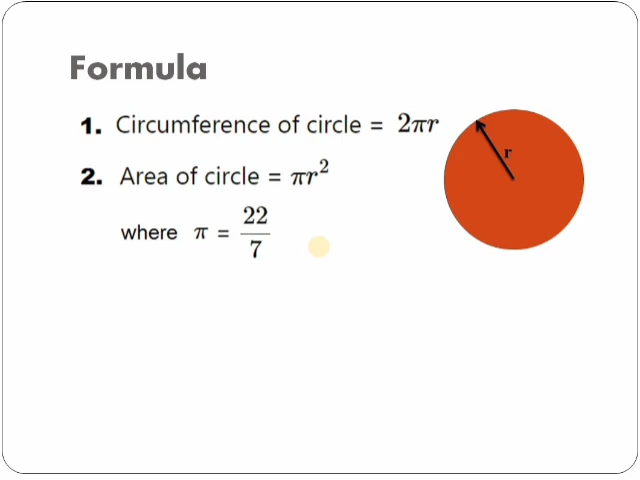 Formula
1. Circumference of circle = 2πr
r
2. Area of circle = πr²
where π = 22/7